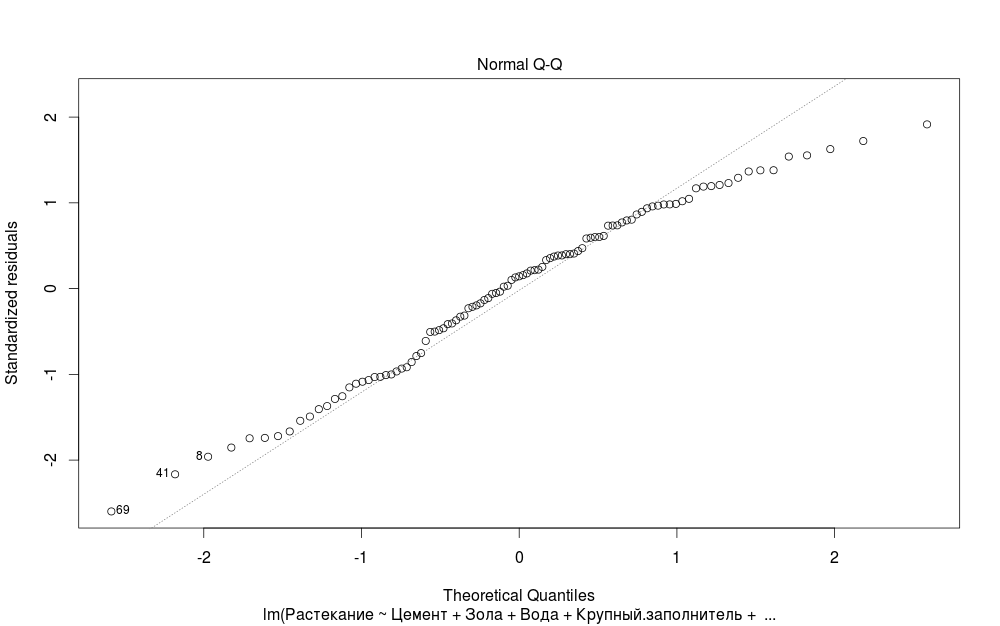 Normal Q-Q
Standardized residuals
2
1
0
-1
-2
8
41
69
-2 -1 0 1 2
Theoretical Quantiles
lm(Растекание ~ Цемент + Зола + Вода + Крупный.заполнитель + ...